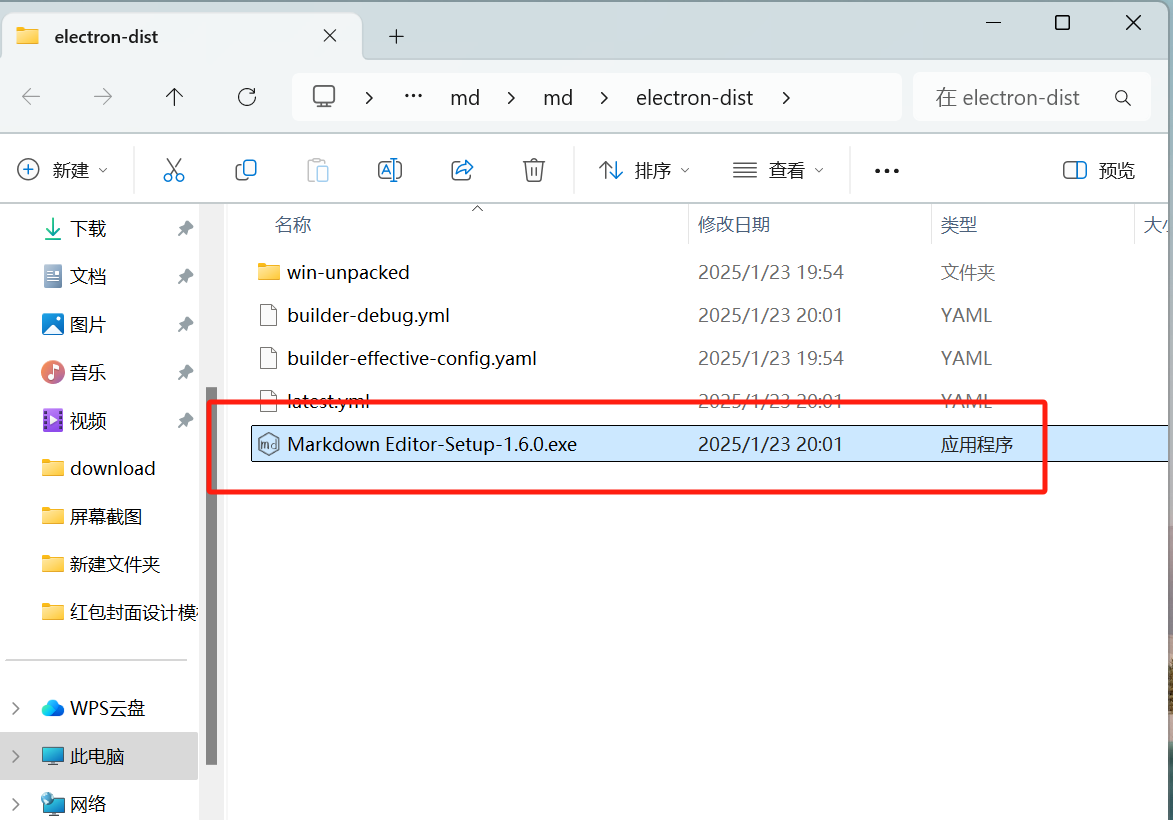 electron-dist
md
md
electron-dist
在 electron-dist
新建
排序
查看
预览
下载
文档
图片
音乐
视频
download
屏幕截图
新建文件夹
红包封面设计模
WPS云盘
此电脑
网络
名称 修改日期 类型 大小
win-unpacked 2025/1/23 19:54 文件夹
builder-debug.yml 2025/1/23 20:01 YAML
builder-effective-config.yaml 2025/1/23 19:54 YAML
latest.yml 2025/1/23 20:01 YAML
md Markdown Editor-Setup-1.6.0.exe 2025/1/23 20:01 应用程序